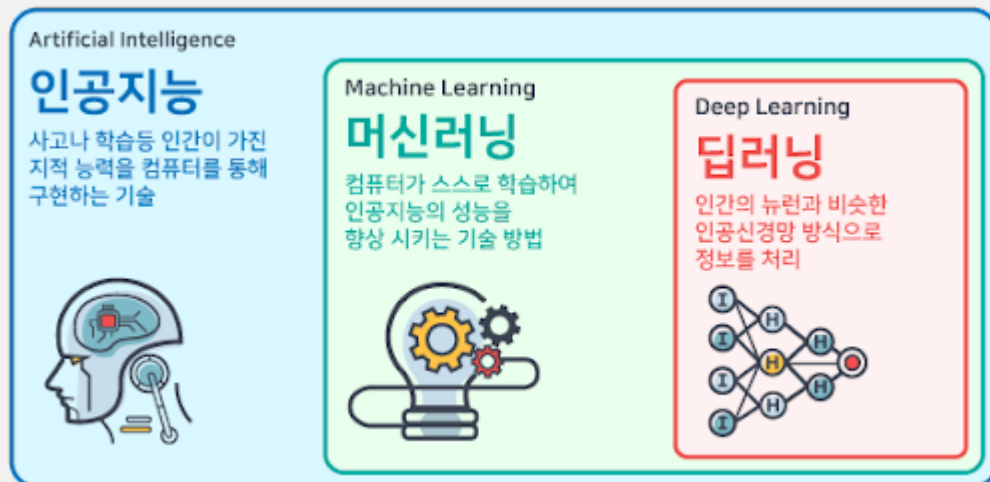 Artificial Intelligence
인공지능
사고나 학습등 인간이 가진
지적 능력을 컴퓨터를 통해
구현하는 기술
Machine Learning
머신러닝
컴퓨터가 스스로 학습하여
인공지능의 성능을
향상 시키는 기술 방법
Deep Learning
딥러닝
인간의 뉴런과 비슷한
인공신경망 방식으로
정보를 처리
I
H
I
H
H
I
H
H
I